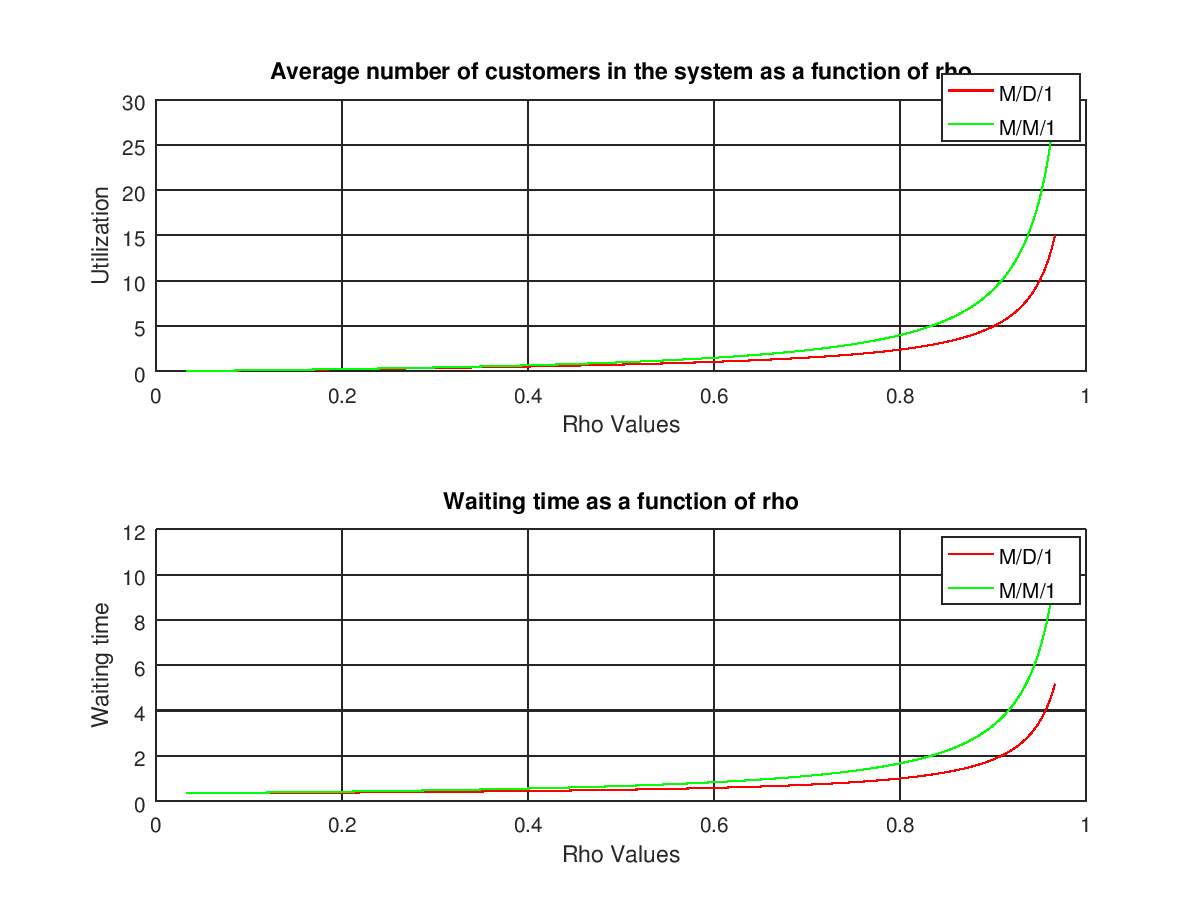 Average number of customers in the system as a function of rho
M/D/1
M/M/1
30
25
20
15
10
5
0
Utilization
0
0.2
0.4
0.6
0.8
1
Rho Values
Waiting time as a function of rho
M/D/1
M/M/1
12
10
8
6
4
2
0
Waiting time
0
0.2
0.4
0.6
0.8
1
Rho Values